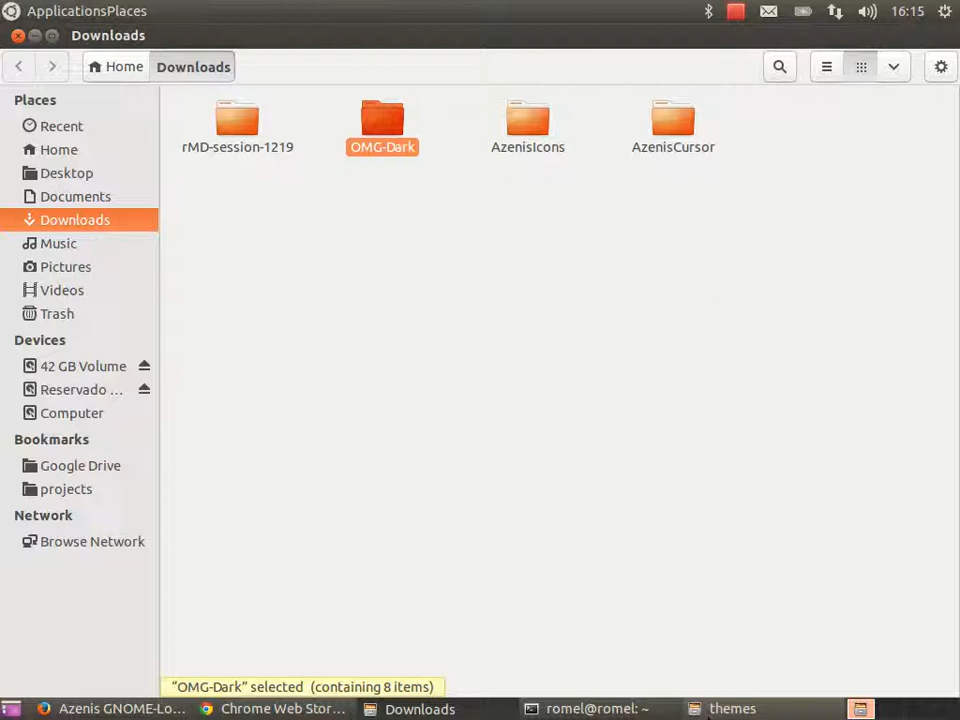 ApplicationsPlaces
16:15
Downloads
Home
Downloads
Places
Recent
Home
Desktop
Documents
Downloads
Music
Pictures
Videos
Trash
Devices
42 GB Volume
Reservado ...
Computer
Bookmarks
Google Drive
projects
Network
Browse Network
rMD-session-1219
OMG-Dark
AzenisIcons
AzenisCursor
“OMG-Dark” selected (containing 8 items)
Azenis GNOME-Lo...
Chrome Web Stor...
Downloads
romel@romel: ~
themes